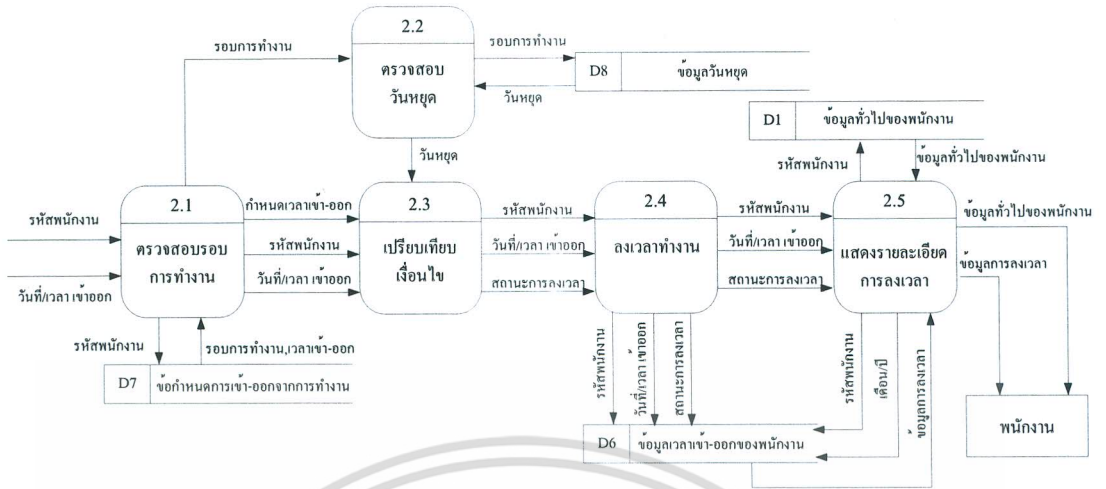 2.2
รอบการทำงาน
รอบการทำงาน
ตรวจสอบ
วันหยุด
D8
ข้อมูลวันหยุด
วันหยุด
D1
ข้อมูลทั่วไปของพนักงาน
วันหยุด
รหัสพนักงาน
ข้อมูลทั่วไปของพนักงาน
2.1
กำหนดเวลาเข้า-ออก
2.3
รหัสพนักงาน
2.4
รหัสพนักงาน
2.5
ข้อมูลทั่วไปของพนักงาน
รหัสพนักงาน
ตรวจสอบรอบ
การทำงาน
รหัสพนักงาน
เปรียบเทียบ
เงื่อนไข
วันที่/เวลา เข้าออก
ลงเวลาทำงาน
วันที่/เวลา เข้าออก
แสดงรายละเอียด
การลงเวลา
ข้อมูลการลงเวลา
วันที่/เวลา เข้าออก
วันที่/เวลา เข้าออก
สถานะการลงเวลา
สถานะการลงเวลา
รหัสพนักงาน
รอบการทำงาน,เวลาเข้า-ออก
D7
ข้อกำหนดการเข้า-ออกจากการทำงาน
รหัสพนักงาน
วันที่/เวลา เข้าออก
สถานะการลงเวลา
รหัสพนักงาน
เดือน/ปี
ข้อมูลการลงเวลา
พนักงาน
D6
ข้อมูลเวลาเข้า-ออกของพนักงาน